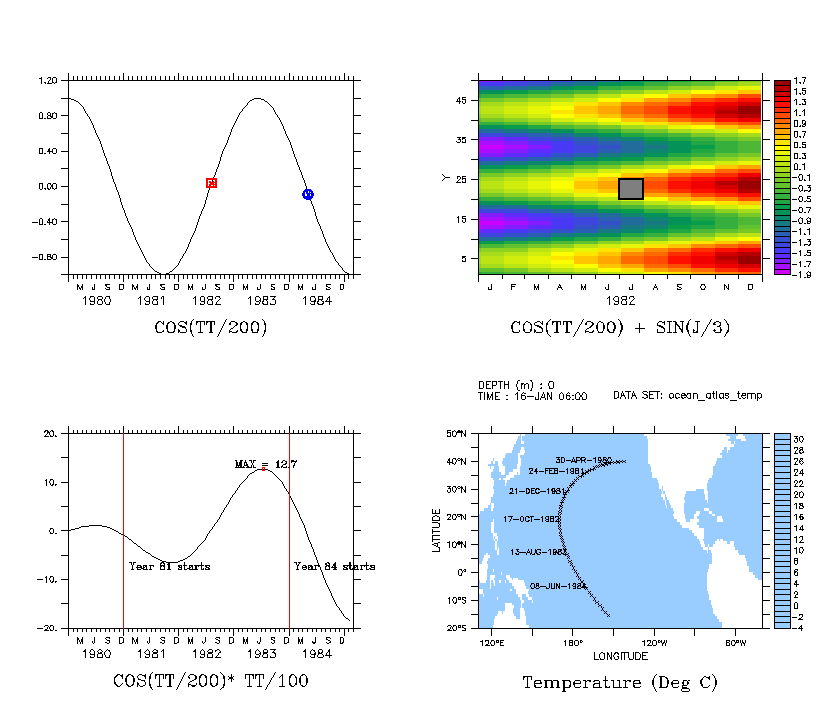 1.20
0.80
0.40
0.00
-0.40
-0.80
M J S D M J S D M J S D M J S D M J S D
1980 1981 1982 1983 1984
COS(TT/200)
45
35
25
15
5
Y
J F M A M J J A S O N D
1982
COS(TT/200) + SIN(J/3)
1.7
1.5
1.3
1.1
0.9
0.7
0.5
0.3
0.1
-0.1
-0.3
-0.5
-0.7
-0.9
-1.1
-1.3
-1.5
-1.7
-1.9
20.
10.
0.
-10.
-20.
MAX = 12.7
Year 81 starts
Year 84 starts
M J S D M J S D M J S D M J S D M J S D
1980 1981 1982 1983 1984
COS(TT/200)* TT/100
DEPTH (m) : 0
TIME : 16-JAN 06:00 DATA SET: ocean_atlas_temp
50°N
40°N
30°N
20°N
10°N
0°
10°S
20°S
LATITUDE
30-APR-1980
24-FEB-1981
21-DEC-1981
17-OCT-1982
13-AUG-1983
08-JUN-1984
120°E 180° 120°W 60°W
LONGITUDE
Temperature (Deg C)
30
28
26
24
22
20
18
16
14
12
10
8
6
4
2
0
-2
-4